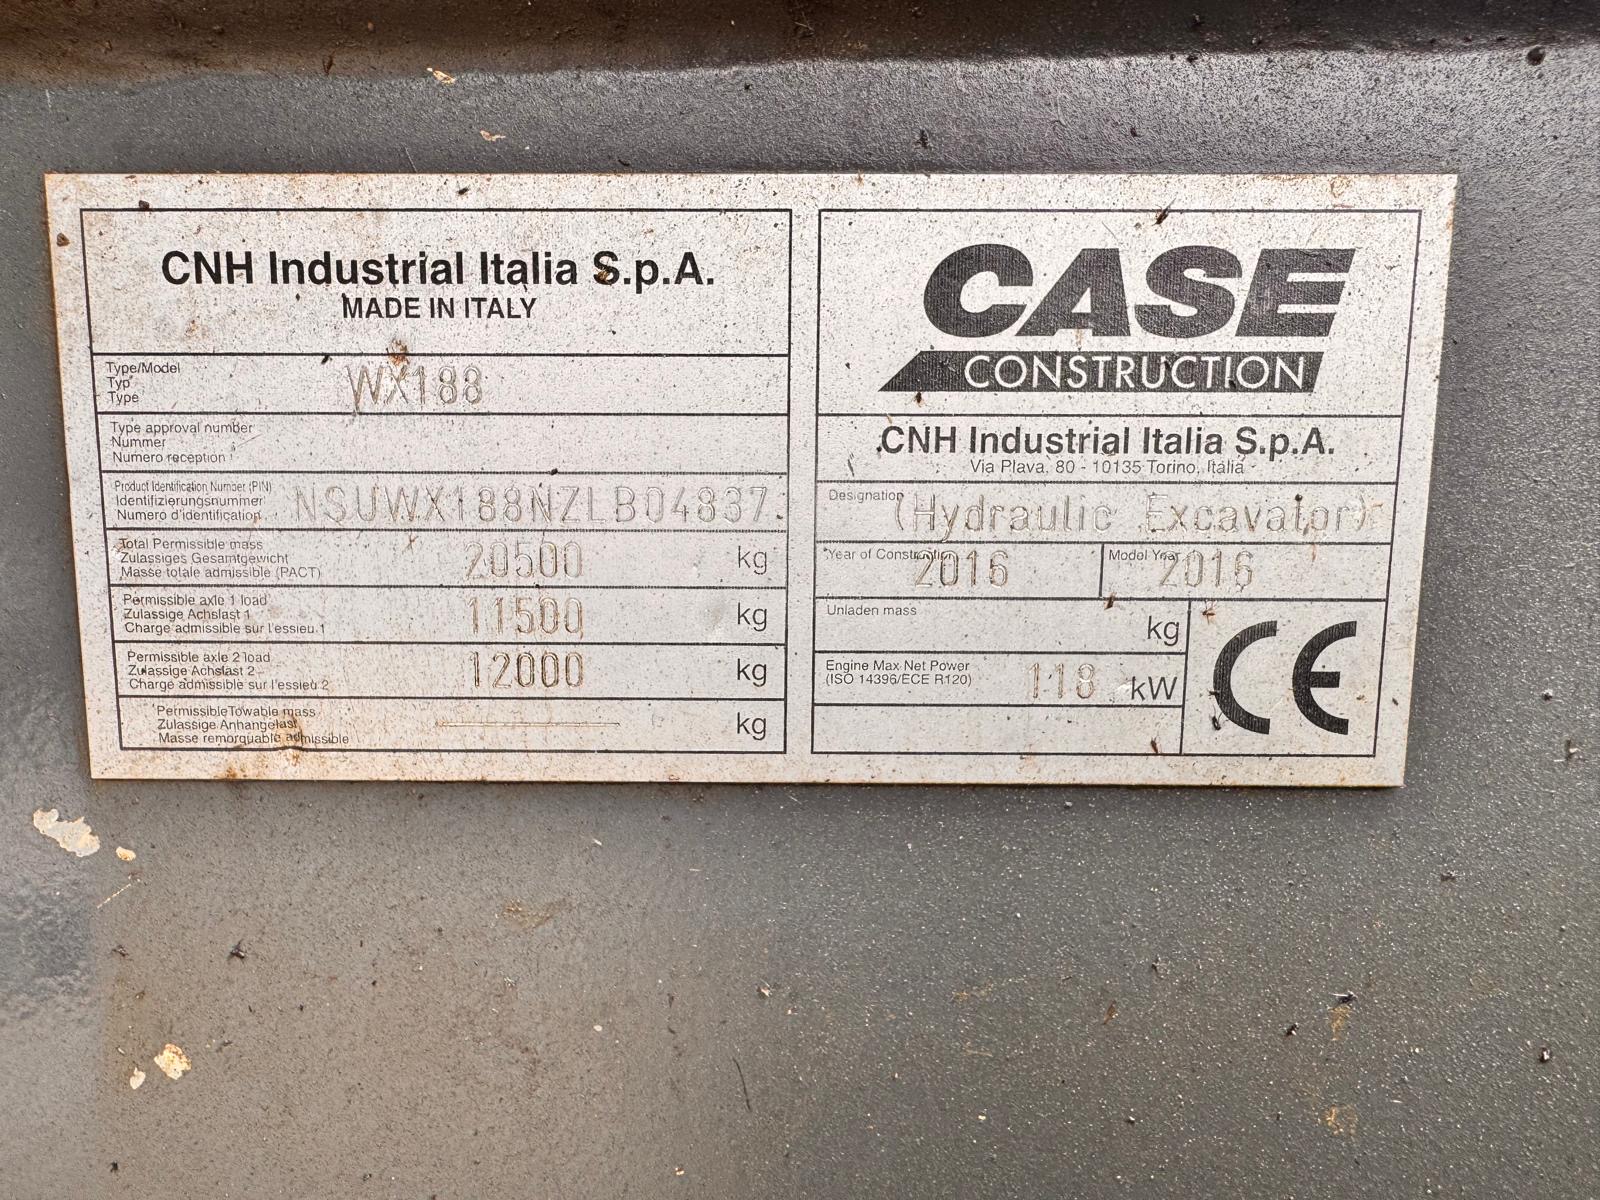 CNH Industrial Italia S.p.A.
MADE IN ITALY
Type/Model
Typ
Type
WX188
Type approval number
Nummer
Numero reception
Product Identification Number (PIN)
Identifizierungsnummer
Numero d'identification
NSUWX188NZLB04837
Total Permissible mass
Zulassiges Gesamtgewicht
Masse totale admissible (PACT)
20500 kg
Permissible axle 1 load
Zulassige Achslast 1
Charge admissible sur l'essieu 1
11500 kg
Permissible axle 2 load
Zulassige Achslast 2
Charge admissible sur l'essieu 2
12000 kg
Permissible Towable mass
Zulassige Anhangelast
Masse remorquable admissible
kg
CASE
CONSTRUCTION
CNH Industrial Italia S.p.A.
Via Plava, 80 - 10135 Torino, Italia
Designation
(Hydraulic Excavator)
Year of Construction
2016
Model Year
2016
Unladen mass
kg
Engine Max Net Power
(ISO 14396/ECE R120)
118 kW
CE